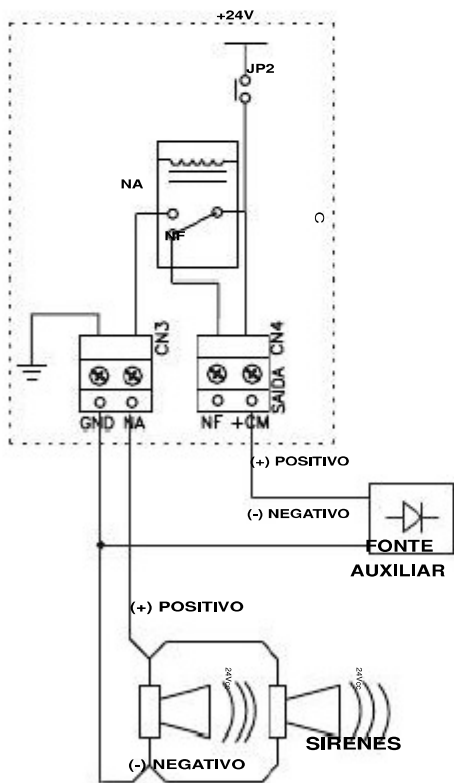 +24V
JP2
NA
C
NF
CN3
CN4
SAÍDA
GND NA
NF +CM
(+) POSITIVO
(-) NEGATIVO
FONTE
AUXILIAR
(+) POSITIVO
24Vcc
24Vcc
SIRENES
(-) NEGATIVO